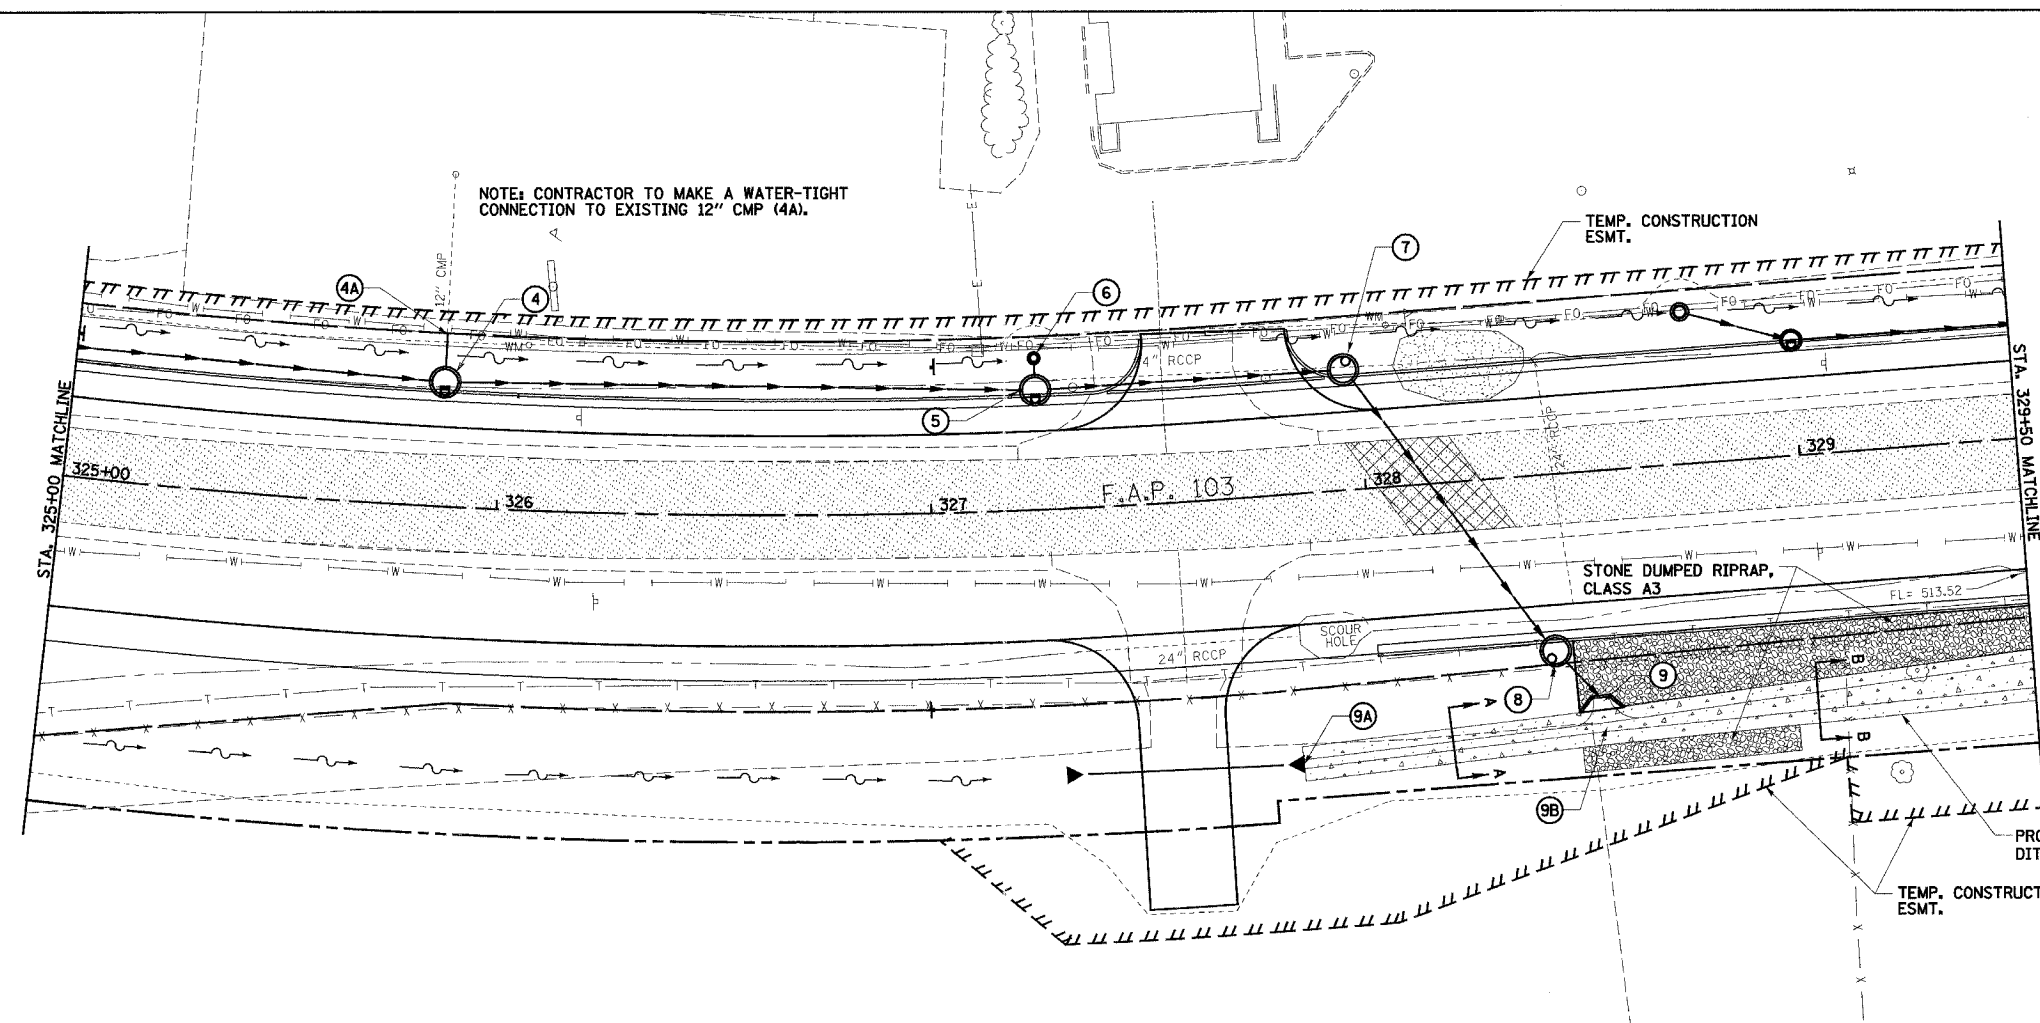 NOTE: CONTRACTOR TO MAKE A WATER-TIGHT
CONNECTION TO EXISTING 12" CMP (4A).
TEMP. CONSTRUCTION
ESMT.
12" CMP
4A
4
6
7
5
4" RCCP
24" RCCP
STA. 325+00 MATCHLINE
STA. 329+50 MATCHLINE
325+00
326
327
F.A.P. 103
328
329
STONE DUMPED RIPRAP,
CLASS A3
FL= 513.52
SCOUR
HOLE
24" RCCP
8
9
9A
9B
A
A
B
B
PRO
DIT
TEMP. CONSTRUCT
ESMT.